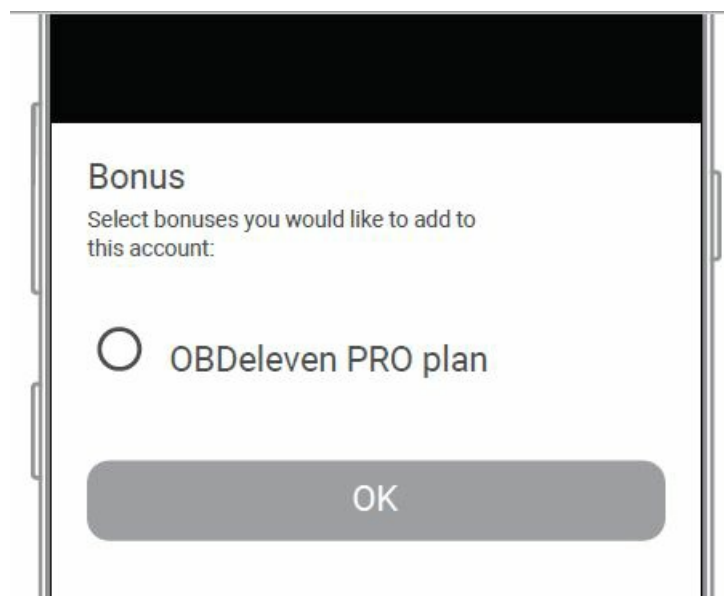 Bonus
Select bonuses you would like to add to
this account:
OBDeleven PRO plan
OK